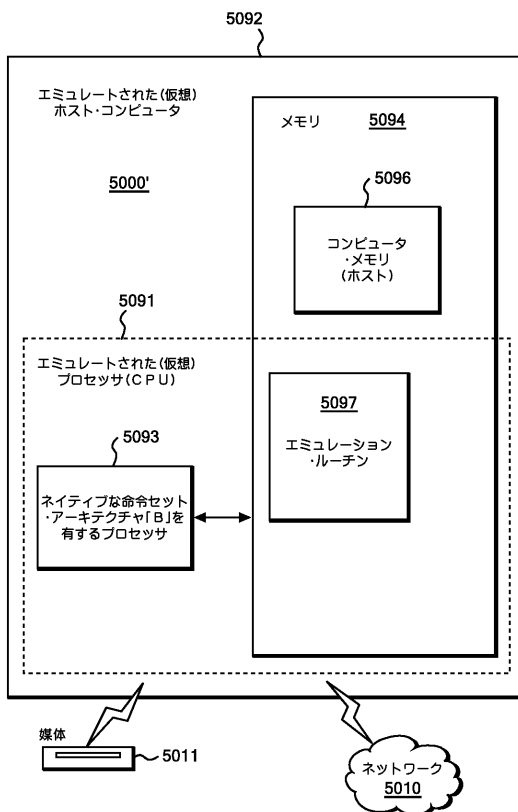 5092
エミュレートされた(仮想)
ホスト・コンピュータ
5000'
メモリ 5094
5096
コンピュータ
・メモリ
(ホスト)
5091
エミュレートされた(仮想)
プロセッサ(CPU)
5093
ネイティブな命令セット
・アーキテクチャ「B」を
有するプロセッサ
5097
エミュレーション
・ルーチン
媒体
5011
ネットワーク
5010